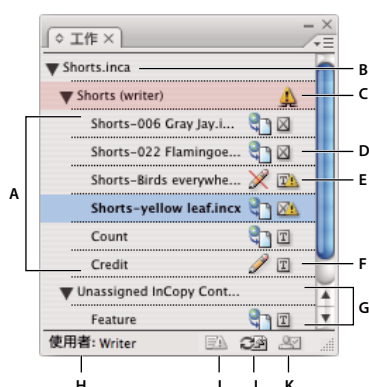 工作
Shorts.inca
B
Shorts (writer)
C
Shorts-006 Gray Jay.i...
Shorts-022 Flamingoe...
D
Shorts-Birds everywhe...
E
A
Shorts-yellow leaf.incx
Count
Credit
F
Unassigned InCopy Cont...
G
Feature
使用者: Writer
H I J K